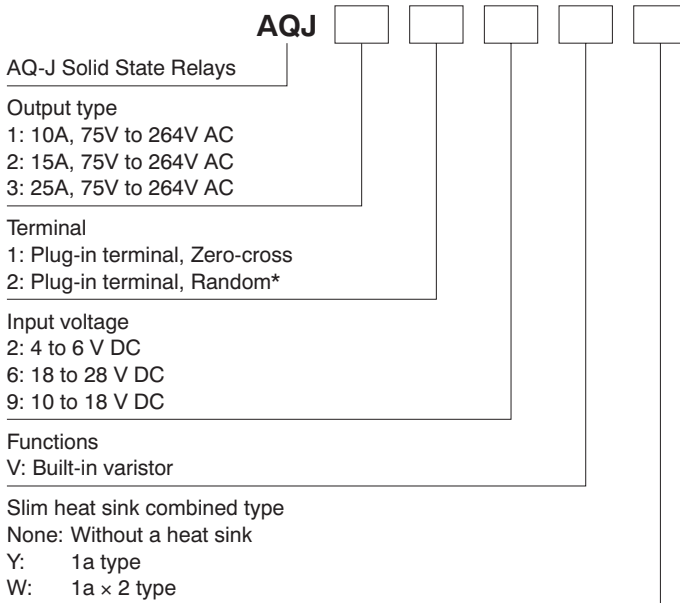 AQJ
AQ-J Solid State Relays
Output type
1: 10A, 75V to 264V AC
2: 15A, 75V to 264V AC
3: 25A, 75V to 264V AC
Terminal
1: Plug-in terminal, Zero-cross
2: Plug-in terminal, Random*
Input voltage
2: 4 to 6 V DC
6: 18 to 28 V DC
9: 10 to 18 V DC
Functions
V: Built-in varistor
Slim heat sink combined type
None: Without a heat sink
Y: 1a type
W: 1a × 2 type